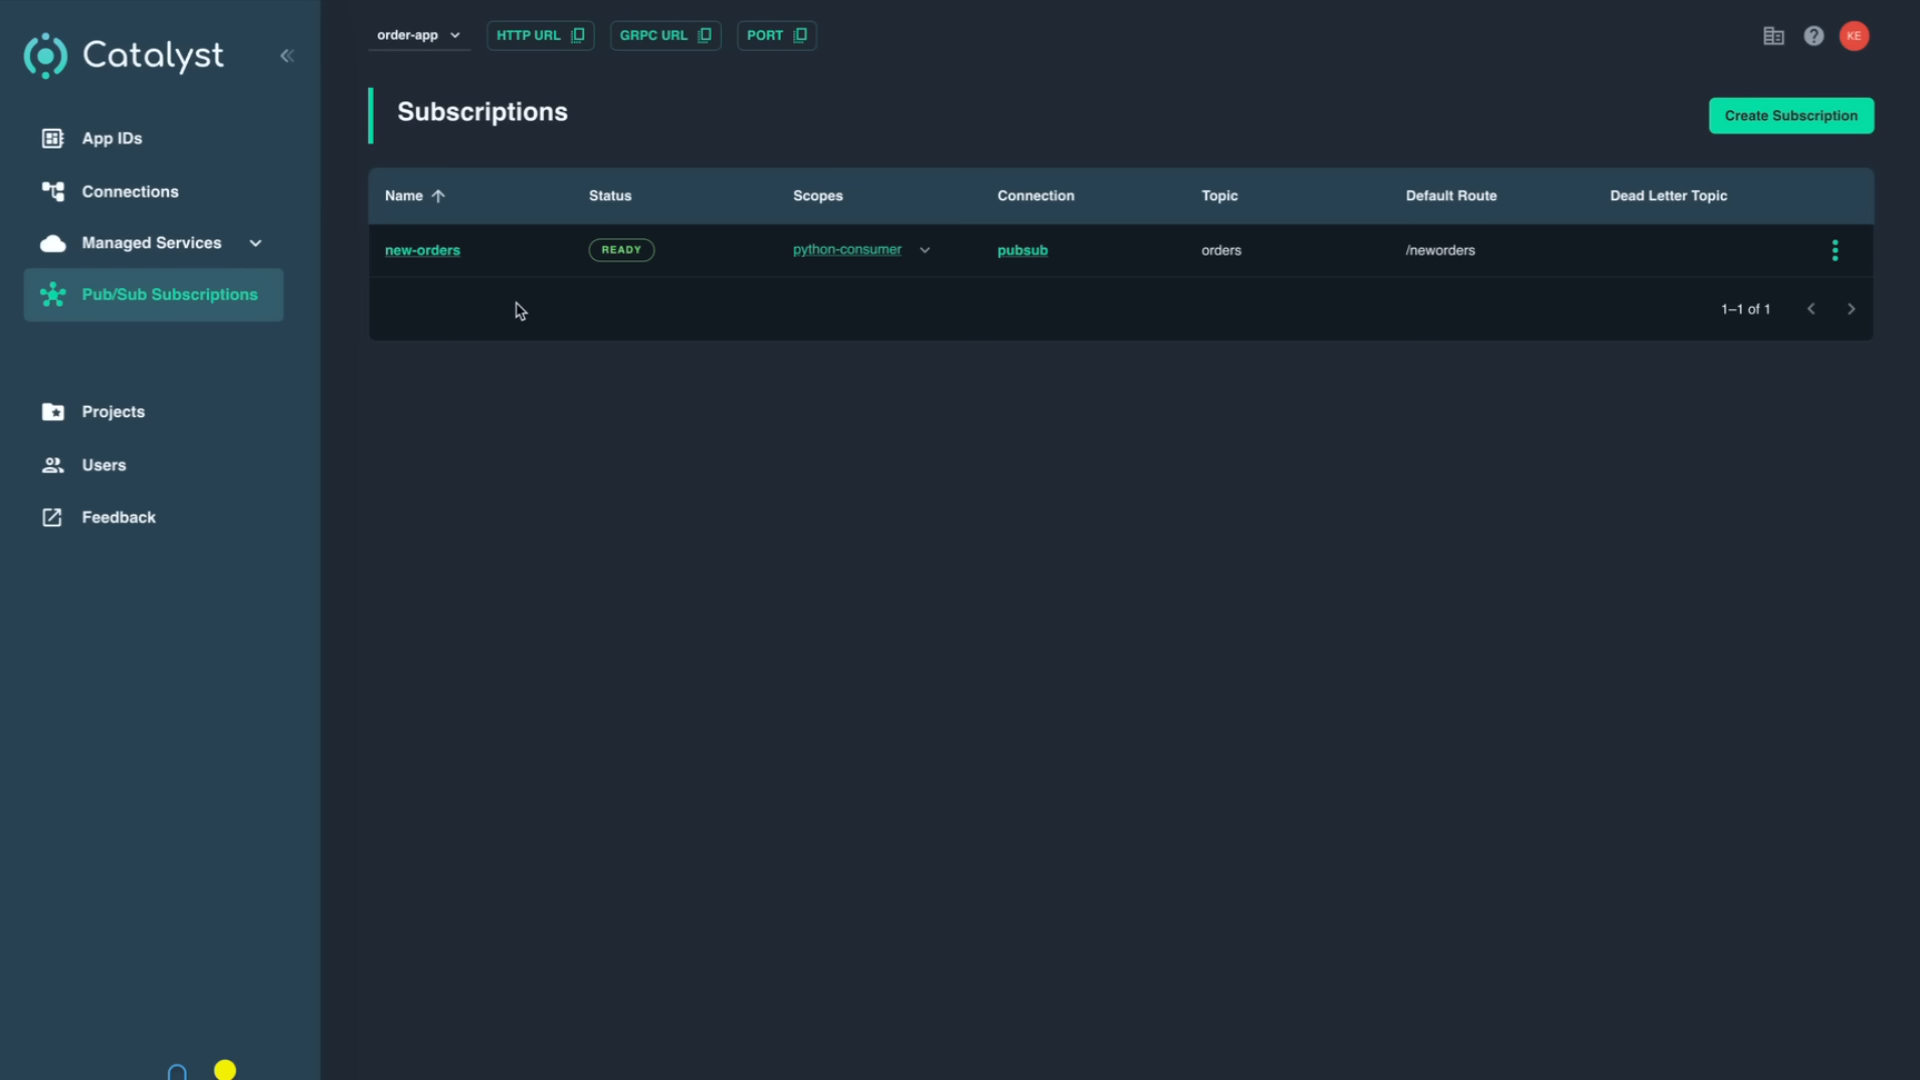 Catalyst
App IDs
Connections
Managed Services
Pub/Sub Subscriptions
Projects
Users
Feedback
order-app
HTTP URL
GRPC URL
PORT
KE
Subscriptions
Create Subscription
Name
Status
Scopes
Connection
Topic
Default Route
Dead Letter Topic
new-orders
READY
python-consumer
pubsub
orders
/neworders
1–1 of 1